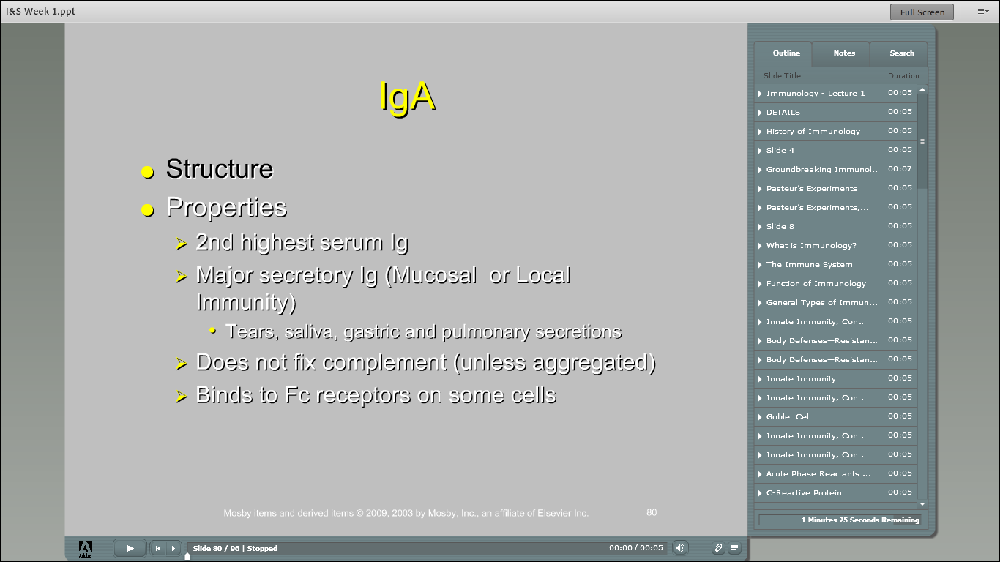 I&S Week 1.ppt
Full Screen
IgA
Structure
Properties
2nd highest serum Ig
Major secretory Ig (Mucosal or Local
Immunity)
Tears, saliva, gastric and pulmonary secretions
Does not fix complement (unless aggregated)
Binds to Fc receptors on some cells
Mosby items and derived items © 2009, 2003 by Mosby, Inc., an affiliate of Elsevier Inc. 80
Outline Notes Search
Slide Title Duration
Immunology - Lecture 1 00:05
DETAILS 00:05
History of Immunology 00:05
Slide 4 00:05
Groundbreaking Immunol.. 00:07
Pasteur’s Experiments 00:05
Pasteur’s Experiments,... 00:05
Slide 8 00:05
What is Immunology? 00:05
The Immune System 00:05
Function of Immunology 00:05
General Types of Immun... 00:05
Innate Immunity, Cont. 00:05
Body Defenses—Resistan... 00:05
Body Defenses—Resistan... 00:05
Innate Immunity 00:05
Innate Immunity, Cont. 00:05
Goblet Cell 00:05
Innate Immunity, Cont. 00:05
Innate Immunity, Cont. 00:05
Acute Phase Reactants ... 00:05
C-Reactive Protein 00:05
1 Minutes 25 Seconds Remaining
Adobe
Slide 80 / 96 | Stopped 00:00 / 00:05